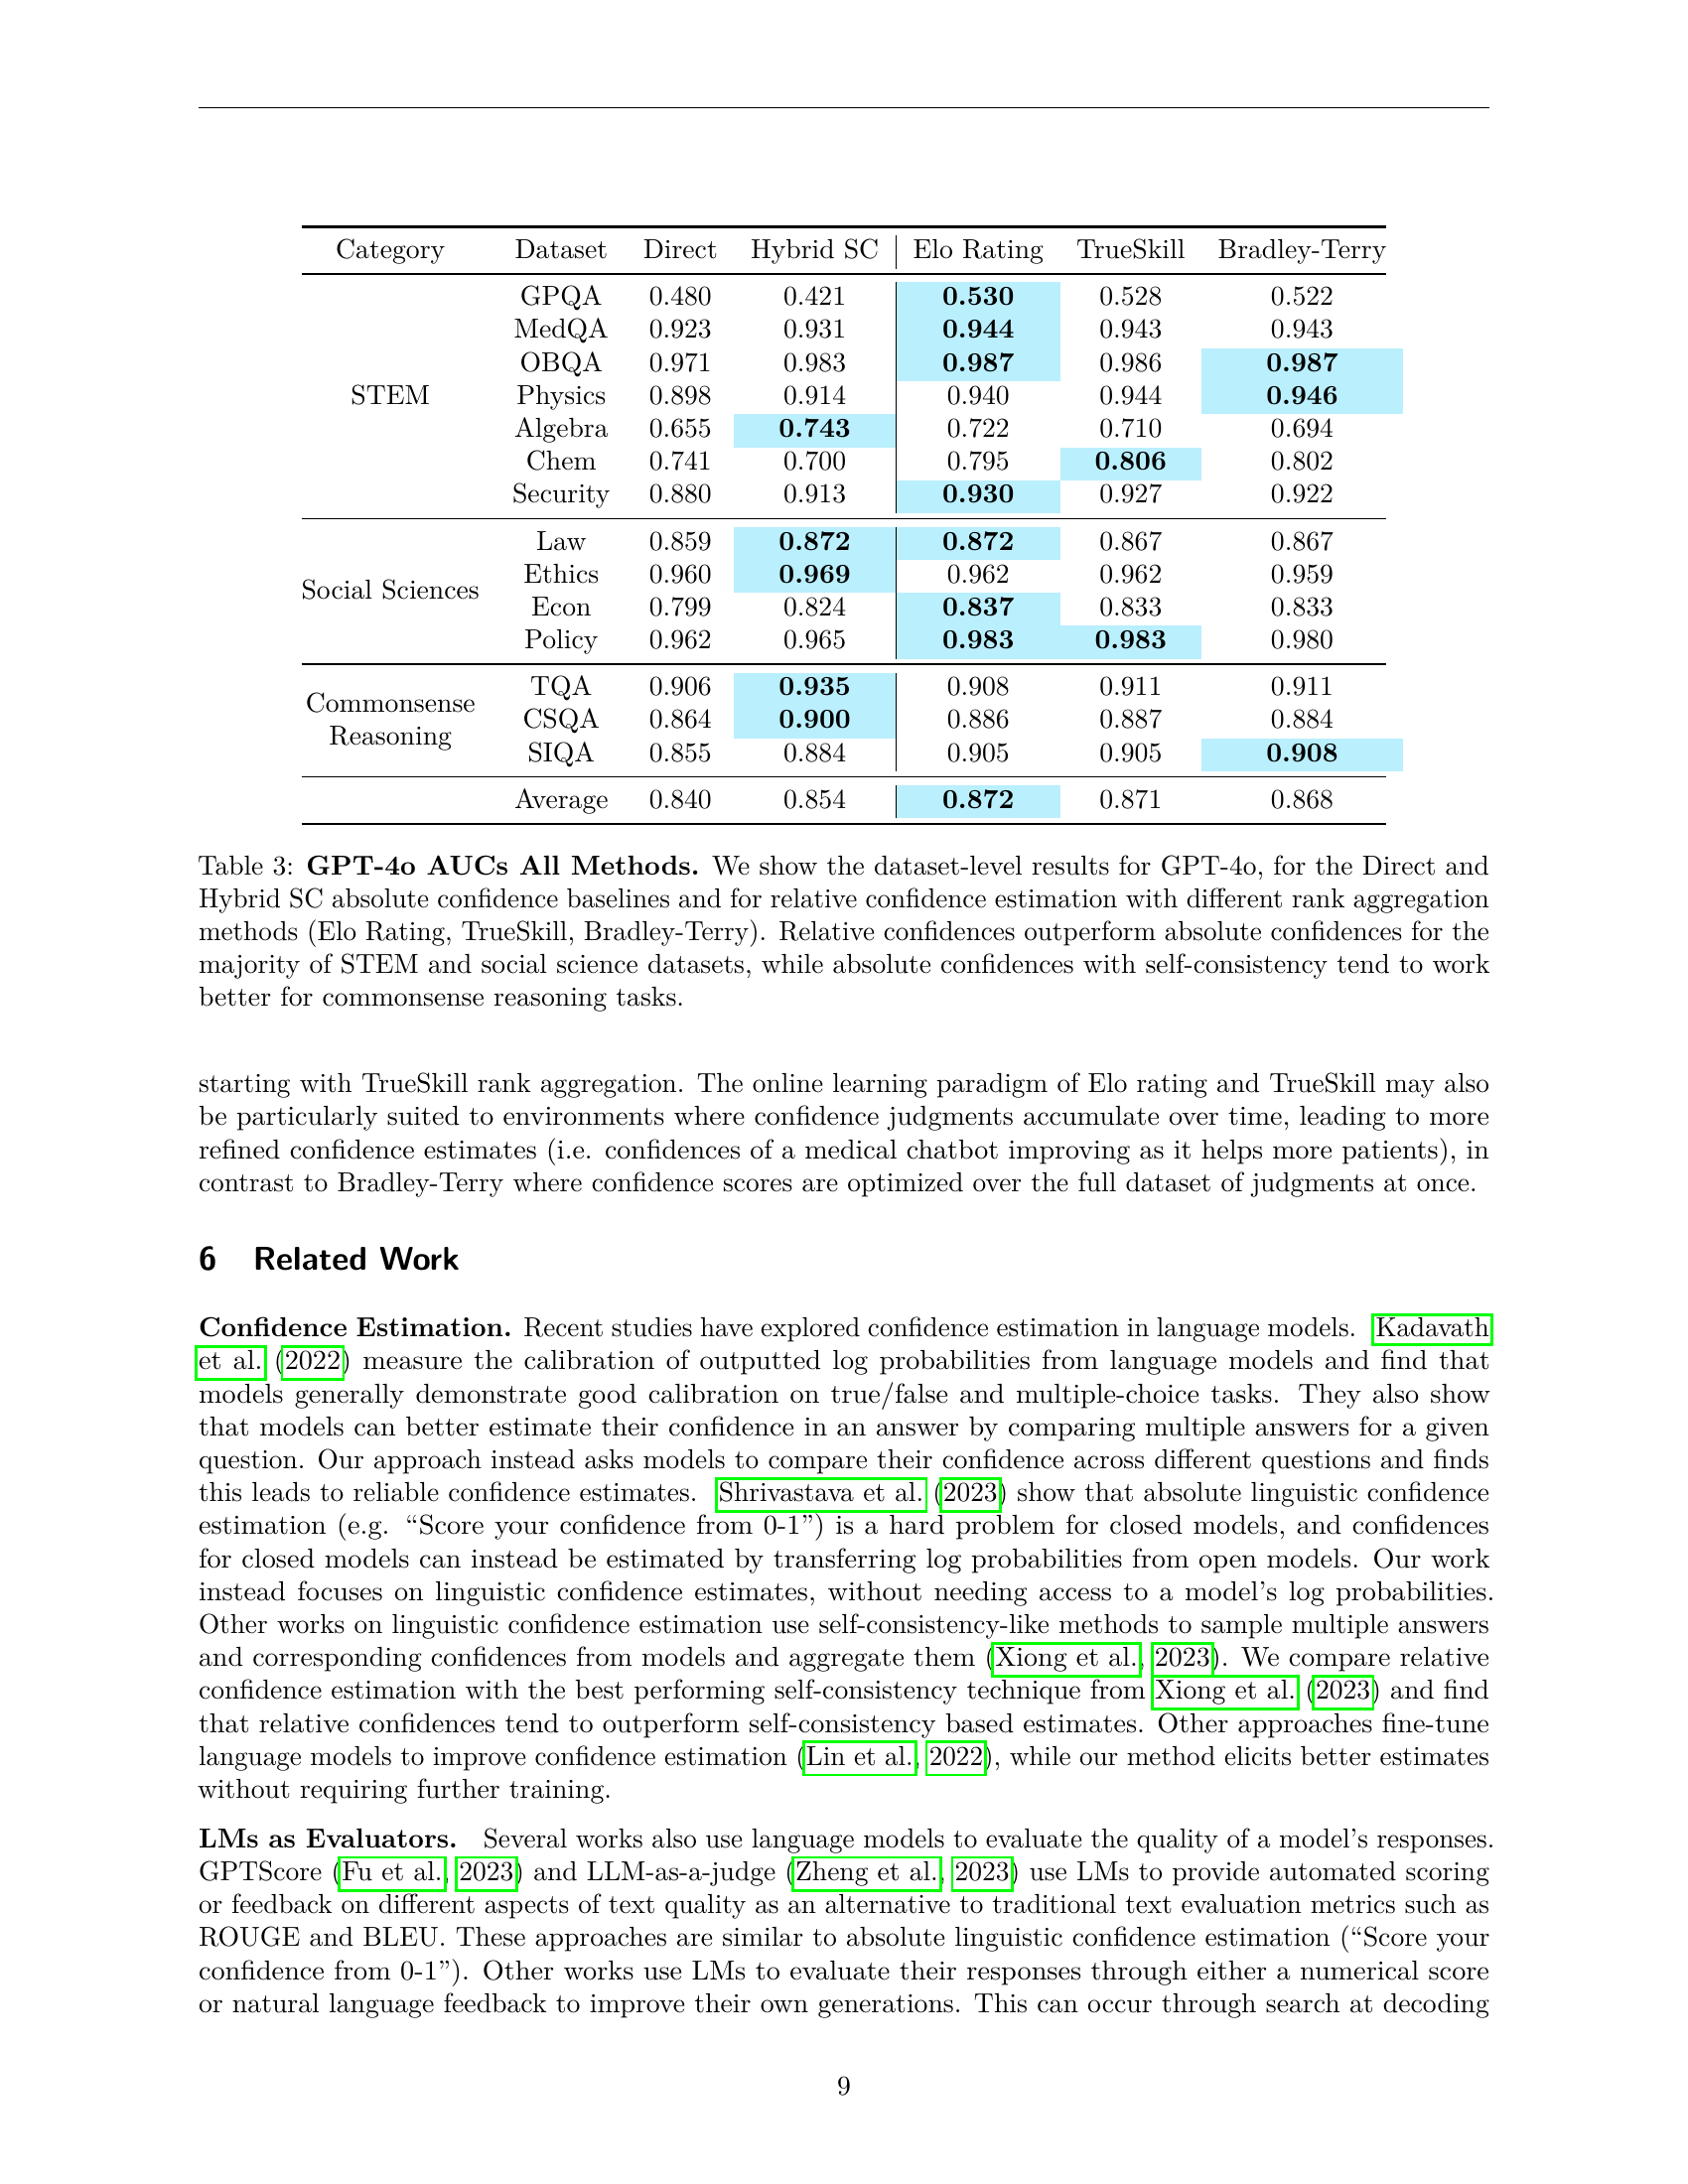 Category Dataset Direct Hybrid SC Elo Rating TrueSkill Bradley-Terry
GPQA 0.480 0.421 0.530 0.528 0.522
MedQA 0.923 0.931 0.944 0.943 0.943
OBQA 0.971 0.983 0.987 0.986 0.987
STEM Physics 0.898 0.914 0.940 0.944 0.946
Algebra 0.655 0.743 0.722 0.710 0.694
Chem 0.741 0.700 0.795 0.806 0.802
Security 0.880 0.913 0.930 0.927 0.922
Law 0.859 0.872 0.872 0.867 0.867
Ethics 0.960 0.969 0.962 0.962 0.959
Social Sciences
Econ 0.799 0.824 0.837 0.833 0.833
Policy 0.962 0.965 0.983 0.983 0.980
TQA 0.906 0.935 0.908 0.911 0.911
Commonsense
CSQA 0.864 0.900 0.886 0.887 0.884
Reasoning
SIQA 0.855 0.884 0.905 0.905 0.908
Average 0.840 0.854 0.872 0.871 0.868
Table 3: GPT-4o AUCs All Methods. We show the dataset-level results for GPT-4o, for the Direct and
Hybrid SC absolute confidence baselines and for relative confidence estimation with different rank aggregation
methods (Elo Rating, TrueSkill, Bradley-Terry). Relative confidences outperform absolute confidences for the
majority of STEM and social science datasets, while absolute confidences with self-consistency tend to work
better for commonsense reasoning tasks.
starting with TrueSkill rank aggregation. The online learning paradigm of Elo rating and TrueSkill may also
be particularly suited to environments where confidence judgments accumulate over time, leading to more
refined confidence estimates (i.e. confidences of a medical chatbot improving as it helps more patients), in
contrast to Bradley-Terry where confidence scores are optimized over the full dataset of judgments at once.
6 Related Work
Confidence Estimation. Recent studies have explored confidence estimation in language models. Kadavath
et al. (2022) measure the calibration of outputted log probabilities from language models and find that
models generally demonstrate good calibration on true/false and multiple-choice tasks. They also show
that models can better estimate their confidence in an answer by comparing multiple answers for a given
question. Our approach instead asks models to compare their confidence across different questions and finds
this leads to reliable confidence estimates. Shrivastava et al. (2023) show that absolute linguistic confidence
estimation (e.g. “Score your confidence from 0-1”) is a hard problem for closed models, and confidences
for closed models can instead be estimated by transferring log probabilities from open models. Our work
instead focuses on linguistic confidence estimates, without needing access to a model’s log probabilities.
Other works on linguistic confidence estimation use self-consistency-like methods to sample multiple answers
and corresponding confidences from models and aggregate them (Xiong et al., 2023). We compare relative
confidence estimation with the best performing self-consistency technique from Xiong et al. (2023) and find
that relative confidences tend to outperform self-consistency based estimates. Other approaches fine-tune
language models to improve confidence estimation (Lin et al., 2022), while our method elicits better estimates
without requiring further training.
LMs as Evaluators. Several works also use language models to evaluate the quality of a model’s responses.
GPTScore (Fu et al., 2023) and LLM-as-a-judge (Zheng et al., 2023) use LMs to provide automated scoring
or feedback on different aspects of text quality as an alternative to traditional text evaluation metrics such as
ROUGE and BLEU. These approaches are similar to absolute linguistic confidence estimation (“Score your
confidence from 0-1”). Other works use LMs to evaluate their responses through either a numerical score
or natural language feedback to improve their own generations. This can occur through search at decoding
9